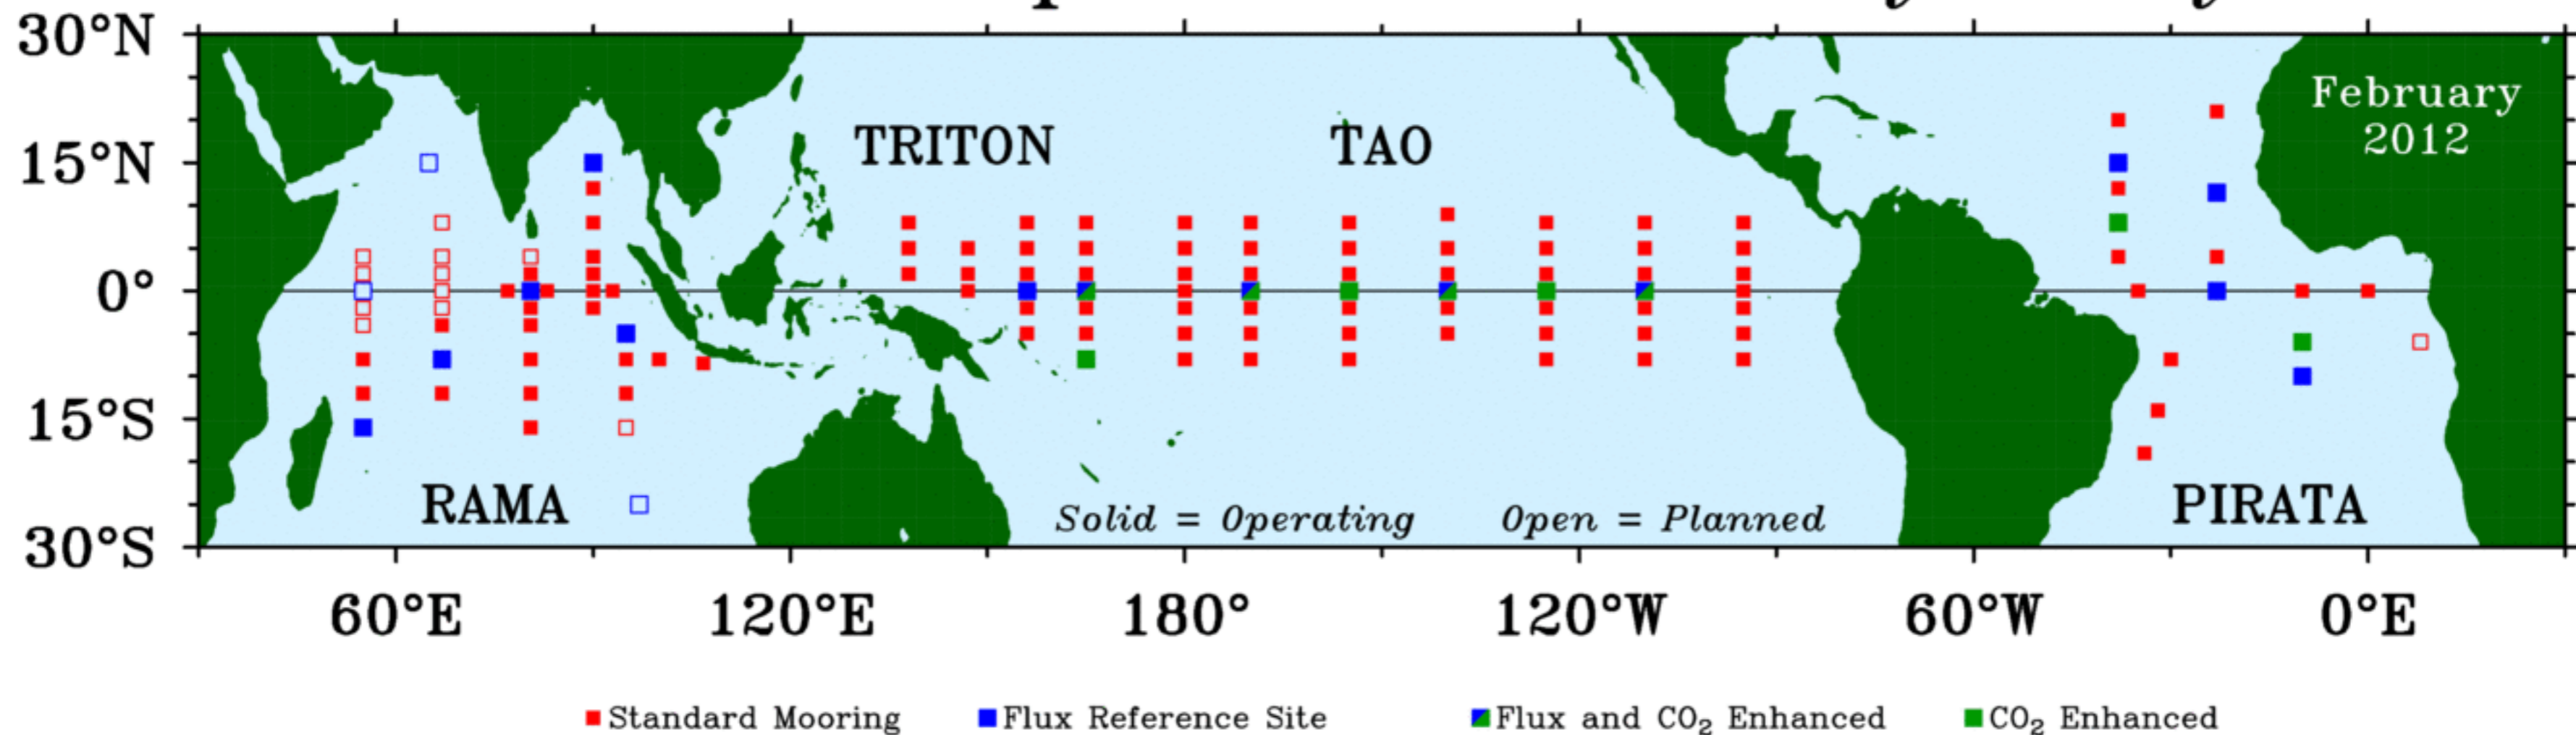 30°N
15°N
0°
15°S
30°S
TRITON
TAO
February
2012
RAMA
Solid = Operating
Open = Planned
PIRATA
60°E
120°E
180°
120°W
60°W
0°E
Standard Mooring
Flux Reference Site
Flux and CO₂ Enhanced
CO₂ Enhanced